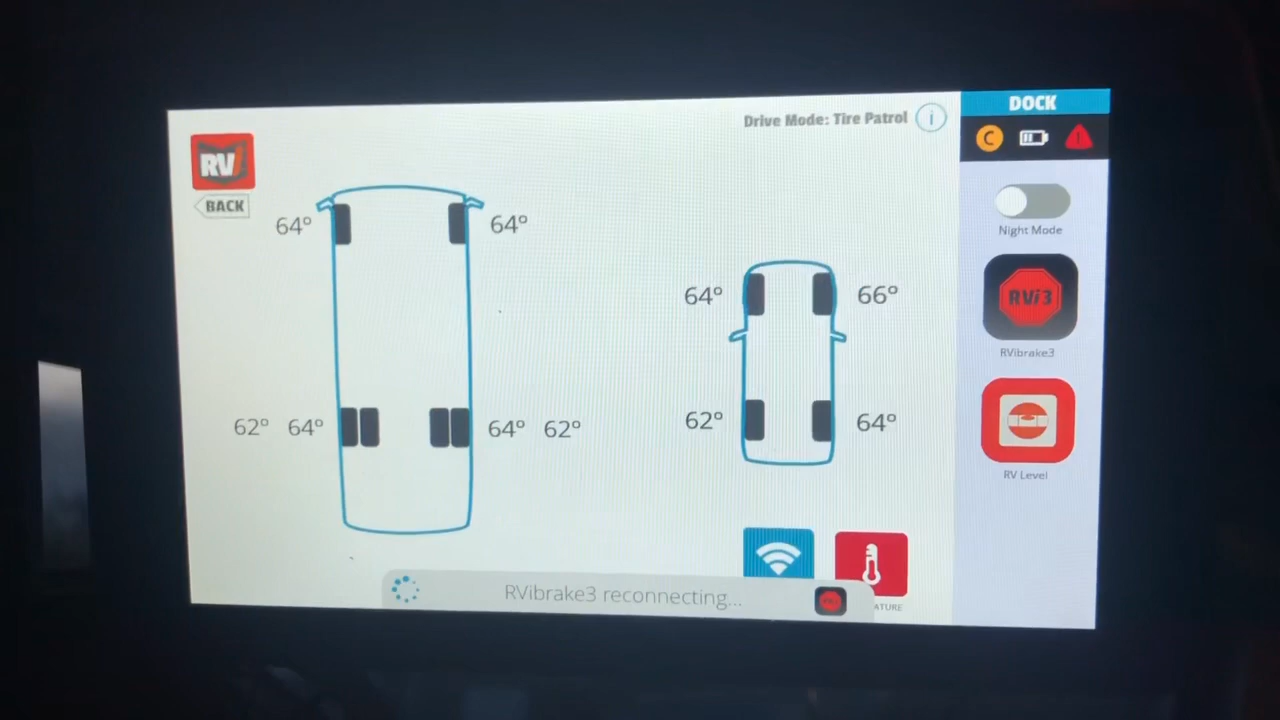 Drive Mode: Tire Patrol i
DOCK
C
RVi
BACK
Night Mode
64° 64°
64° 66°
RVi3
RVibrake3
62° 64° 64° 62°
62° 64°
RV Level
RVibrake3 reconnecting...
ATURE